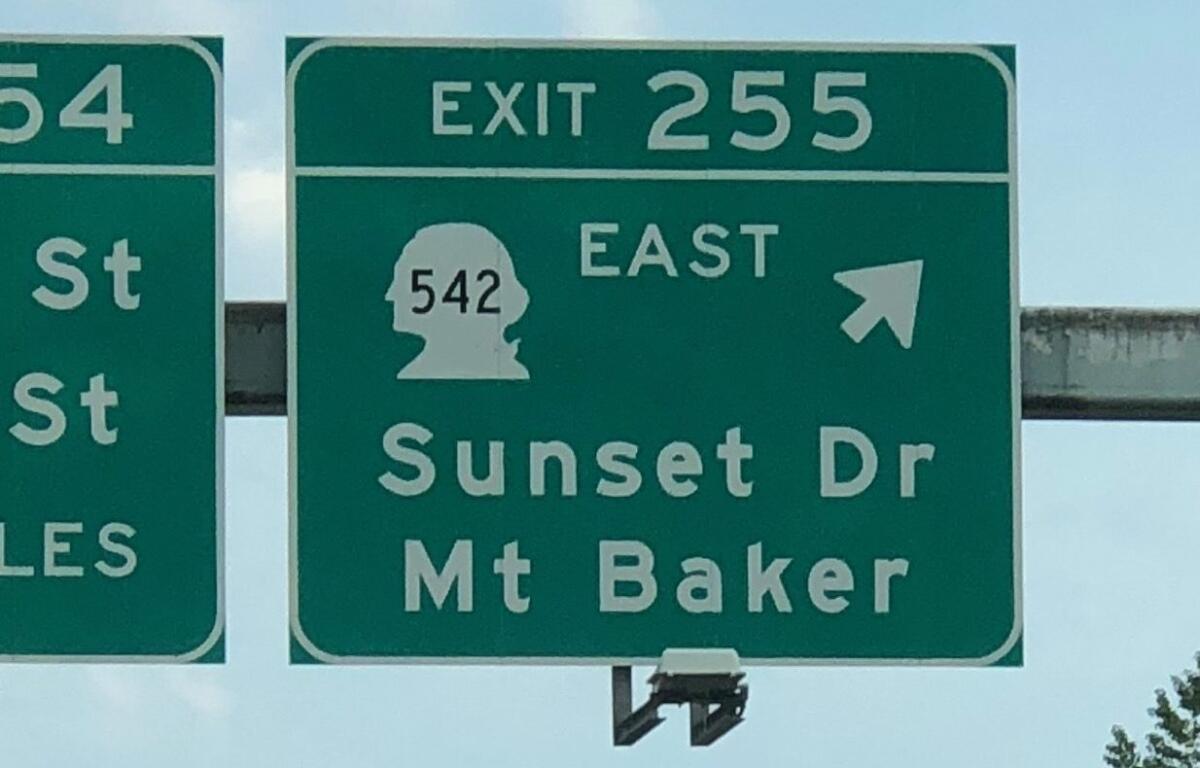 54
St
St
LES
EXIT 255
542 EAST
Sunset Dr
Mt Baker